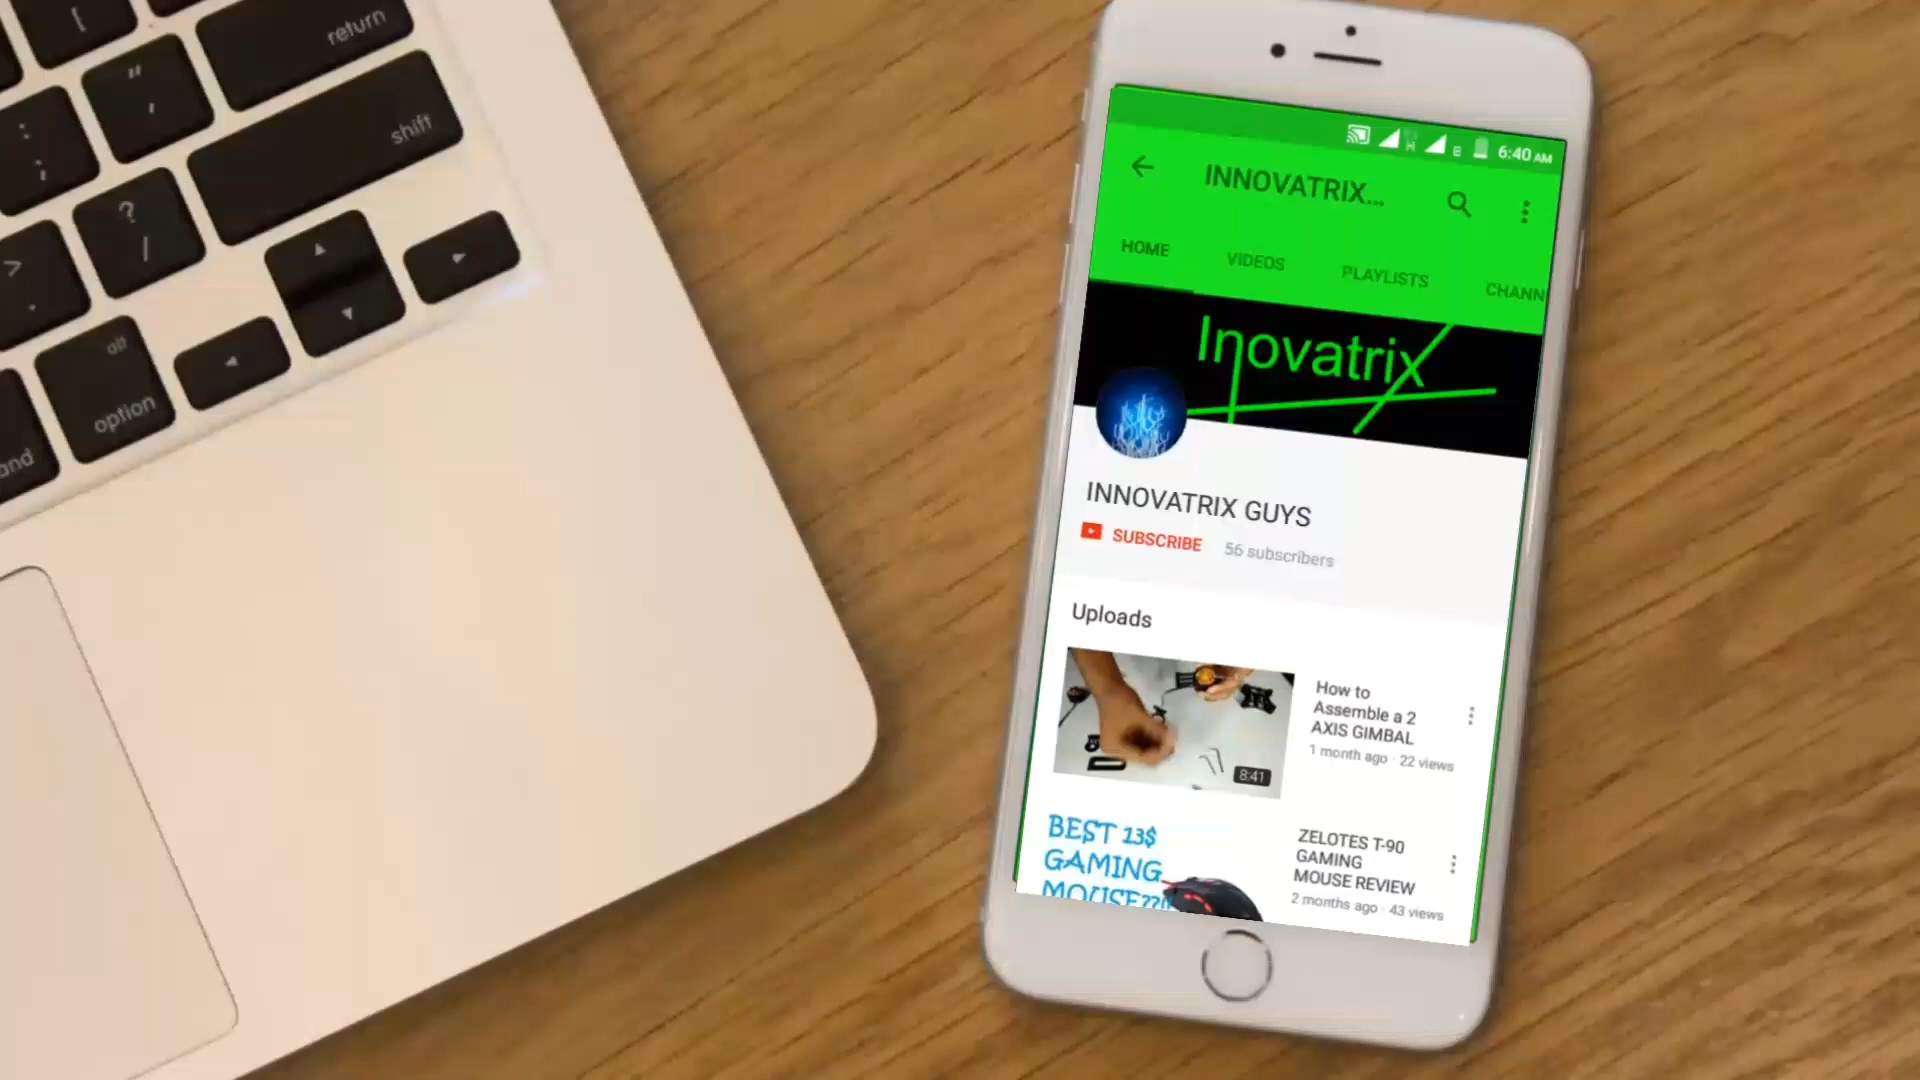 [
return
"
,
:
;
shift
?
/
>
.
alt
option
and
6:40 AM
INNOVATRIX...
HOME
VIDEOS
PLAYLISTS
CHANN
Inovatrix
INNOVATRIX GUYS
SUBSCRIBE
56 subscribers
Uploads
8:41
How to
Assemble a 2
AXIS GIMBAL
1 month ago · 22 views
BEST 13$
GAMING
MOUSE??
ZELOTES T-90
GAMING
MOUSE REVIEW
2 months ago · 43 views